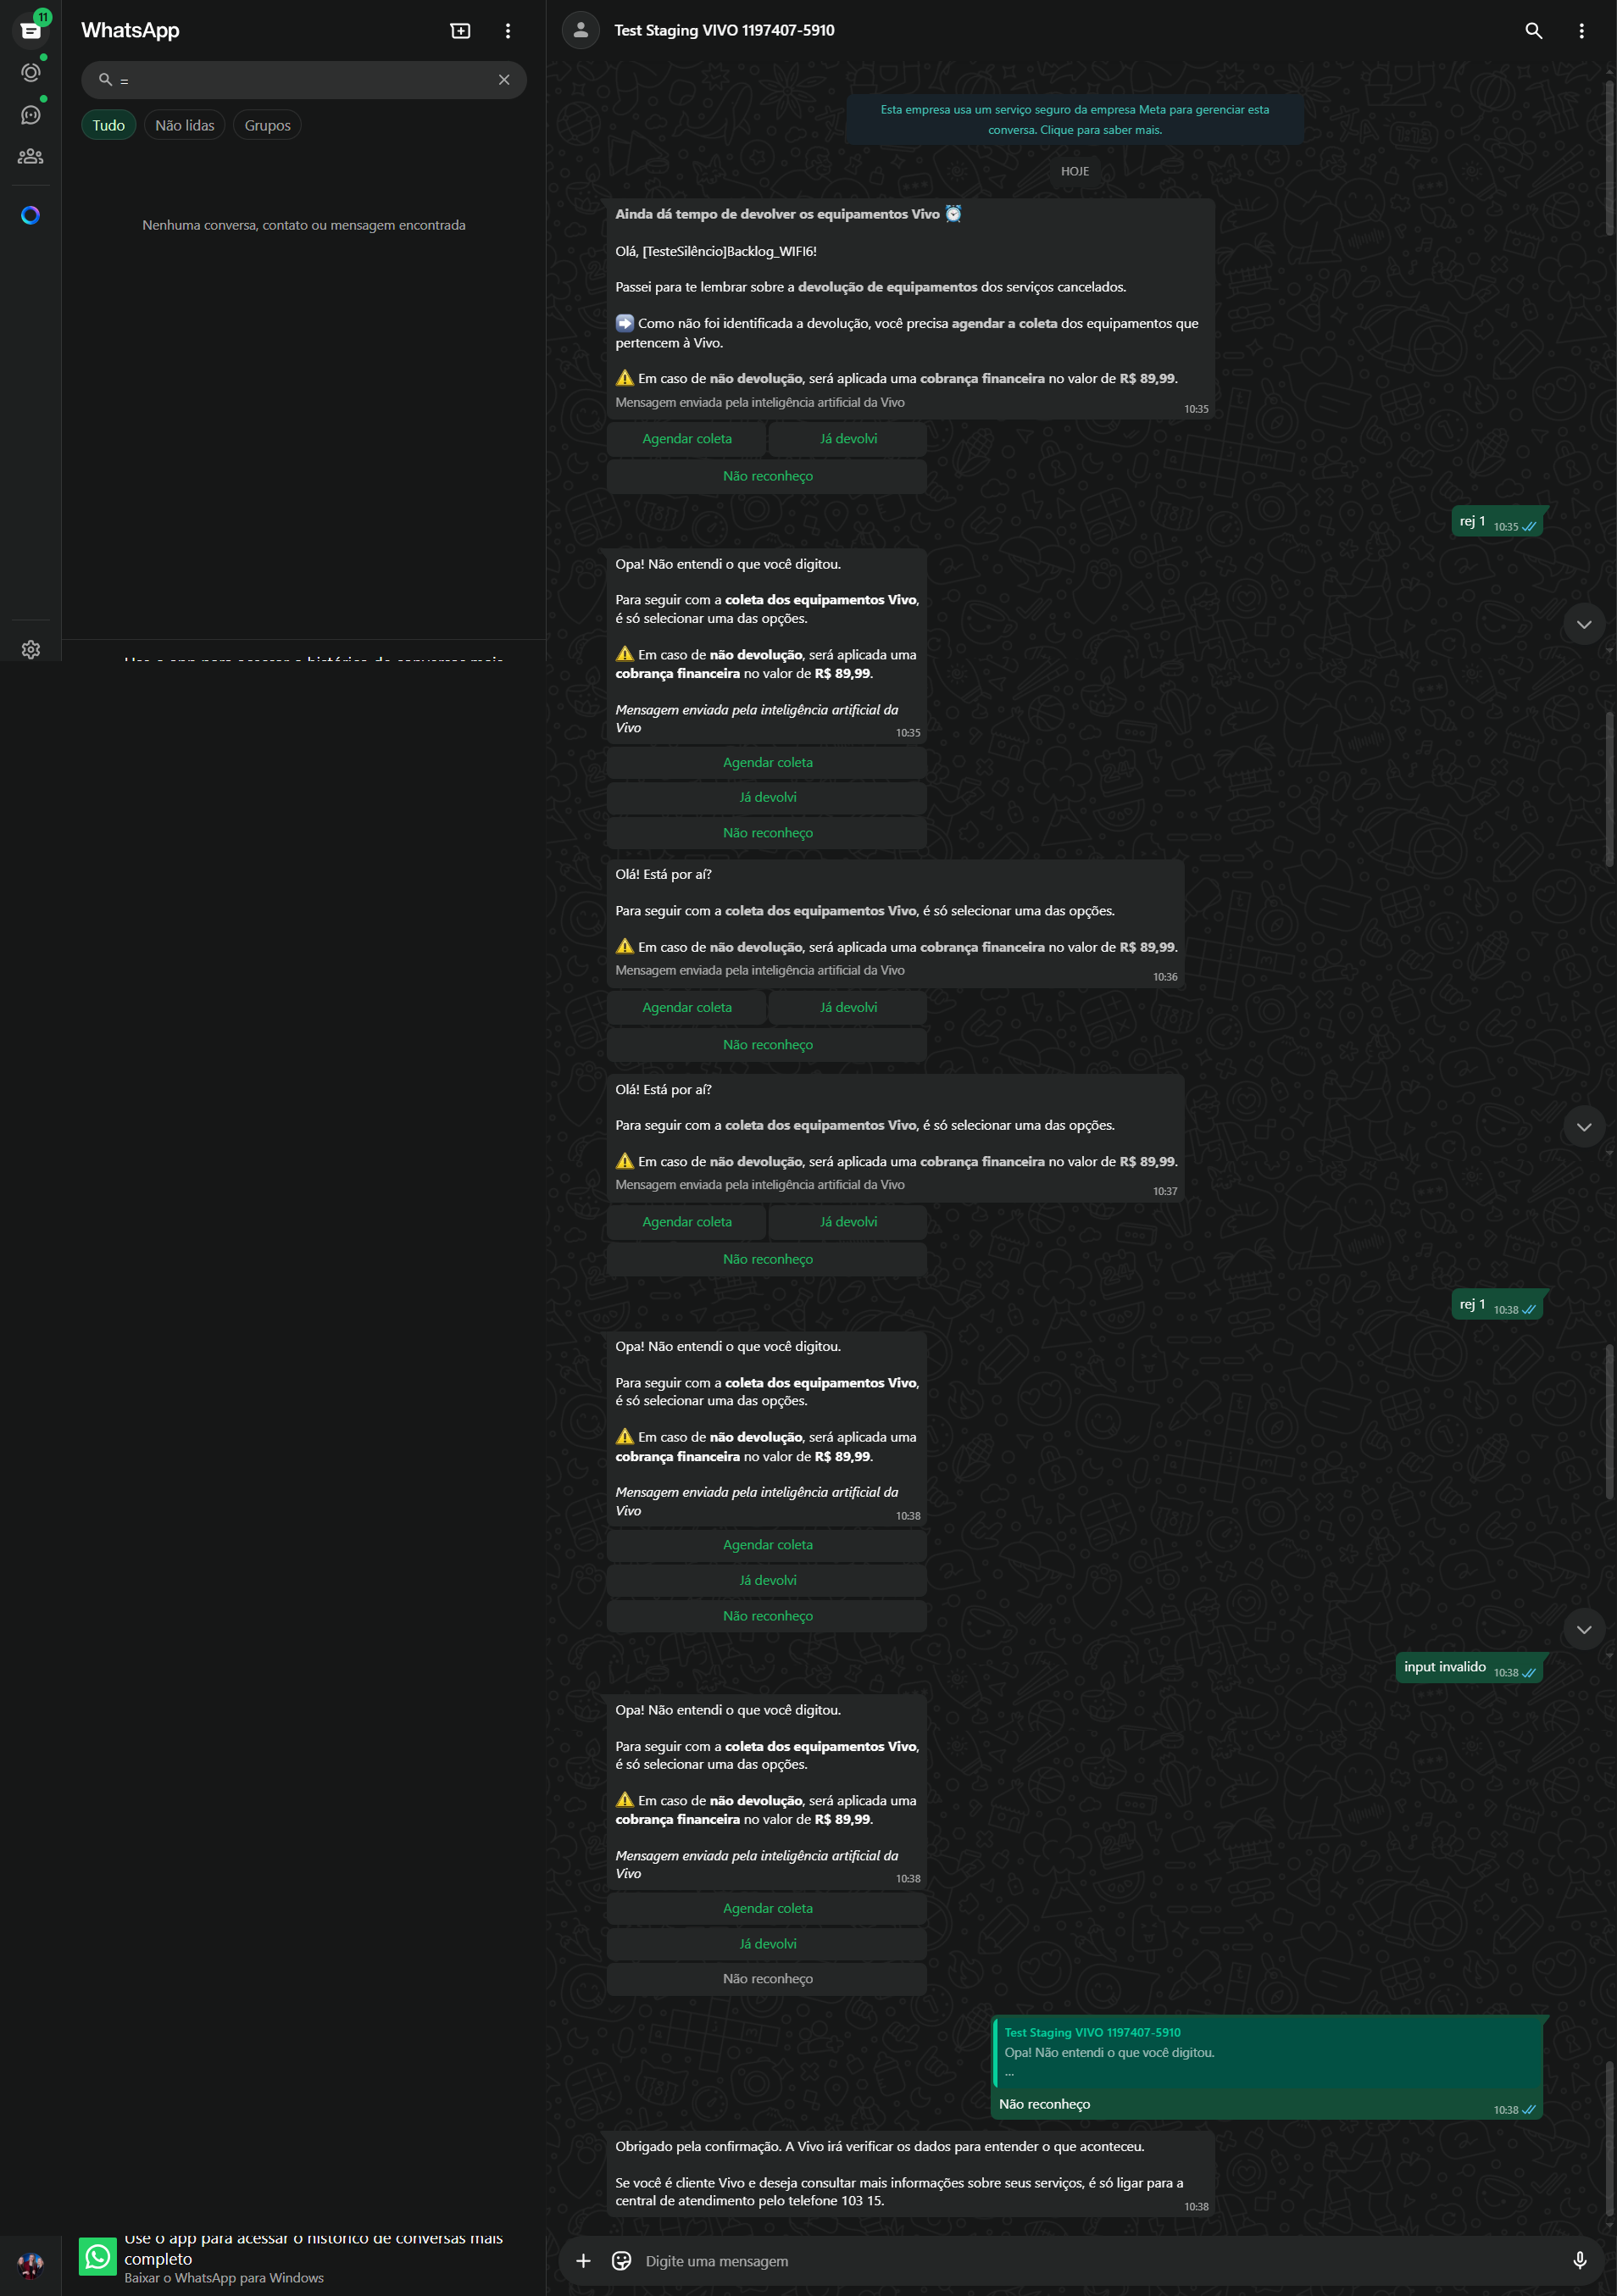 11
WhatsApp
=
Tudo
Não lidas
Grupos
Nenhuma conversa, contato ou mensagem encontrada
Test Staging VIVO 1197407-5910
Esta empresa usa um serviço seguro da empresa Meta para gerenciar esta
conversa. Clique para saber mais.
HOJE
Ainda dá tempo de devolver os equipamentos Vivo ⏰
Olá, [TesteSilêncio]Backlog_WIFI6!
Passei para te lembrar sobre a devolução de equipamentos dos serviços cancelados.
➡️ Como não foi identificada a devolução, você precisa agendar a coleta dos equipamentos que
pertencem à Vivo.
⚠️ Em caso de não devolução, será aplicada uma cobrança financeira no valor de R$ 89,99.
Mensagem enviada pela inteligência artificial da Vivo
10:35
Agendar coleta
Já devolvi
Não reconheço
rej 1 10:35
Opa! Não entendi o que você digitou.
Para seguir com a coleta dos equipamentos Vivo,
é só selecionar uma das opções.
⚠️ Em caso de não devolução, será aplicada uma
cobrança financeira no valor de R$ 89,99.
Mensagem enviada pela inteligência artificial da
Vivo
10:35
Agendar coleta
Já devolvi
Não reconheço
Olá! Está por aí?
Para seguir com a coleta dos equipamentos Vivo, é só selecionar uma das opções.
⚠️ Em caso de não devolução, será aplicada uma cobrança financeira no valor de R$ 89,99.
Mensagem enviada pela inteligência artificial da Vivo
10:36
Agendar coleta
Já devolvi
Não reconheço
Olá! Está por aí?
Para seguir com a coleta dos equipamentos Vivo, é só selecionar uma das opções.
⚠️ Em caso de não devolução, será aplicada uma cobrança financeira no valor de R$ 89,99.
Mensagem enviada pela inteligência artificial da Vivo
10:37
Agendar coleta
Já devolvi
Não reconheço
rej 1 10:38
Opa! Não entendi o que você digitou.
Para seguir com a coleta dos equipamentos Vivo,
é só selecionar uma das opções.
⚠️ Em caso de não devolução, será aplicada uma
cobrança financeira no valor de R$ 89,99.
Mensagem enviada pela inteligência artificial da
Vivo
10:38
Agendar coleta
Já devolvi
Não reconheço
input invalido 10:38
Opa! Não entendi o que você digitou.
Para seguir com a coleta dos equipamentos Vivo,
é só selecionar uma das opções.
⚠️ Em caso de não devolução, será aplicada uma
cobrança financeira no valor de R$ 89,99.
Mensagem enviada pela inteligência artificial da
Vivo
10:38
Agendar coleta
Já devolvi
Não reconheço
Test Staging VIVO 1197407-5910
Opa! Não entendi o que você digitou.
...
Não reconheço
10:38
Obrigado pela confirmação. A Vivo irá verificar os dados para entender o que aconteceu.
Se você é cliente Vivo e deseja consultar mais informações sobre seus serviços, é só ligar para a
central de atendimento pelo telefone 103 15.
10:38
Use o app para acessar o histórico de conversas mais
completo
Baixar o WhatsApp para Windows
Digite uma mensagem